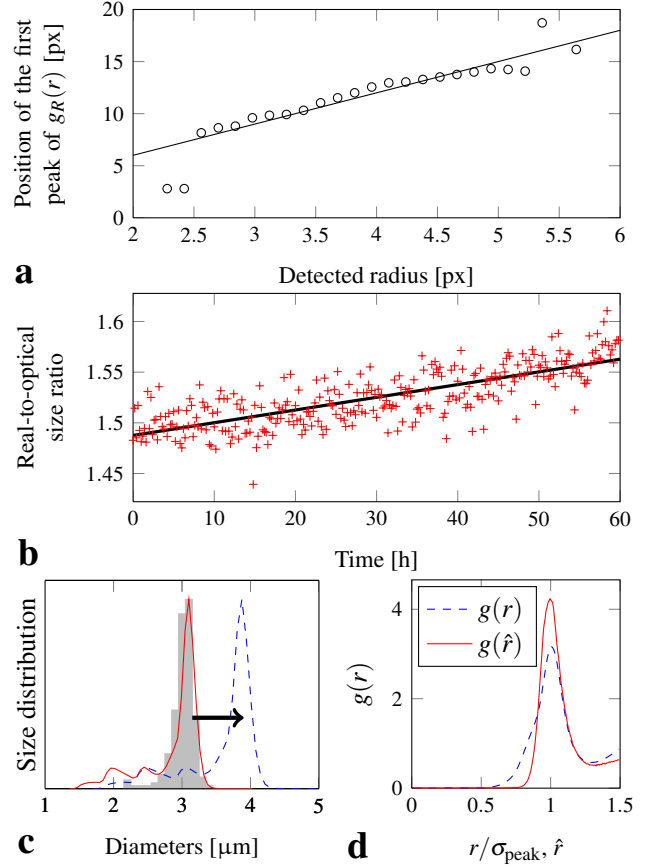 Position of the first
peak of g_R(r) [px]
20
15
10
5
0
2
2.5
3
3.5
4
4.5
5
5.5
6
a
Detected radius [px]
Real-to-optical
size ratio
1.6
1.55
1.5
1.45
0
10
20
30
40
50
60
b
Time [h]
Size distribution
1
2
3
4
5
c
Diameters [µm]
g(r)
4
2
0
g(r)
g(r̂)
0
0.5
1
1.5
d
r/σ_peak, r̂